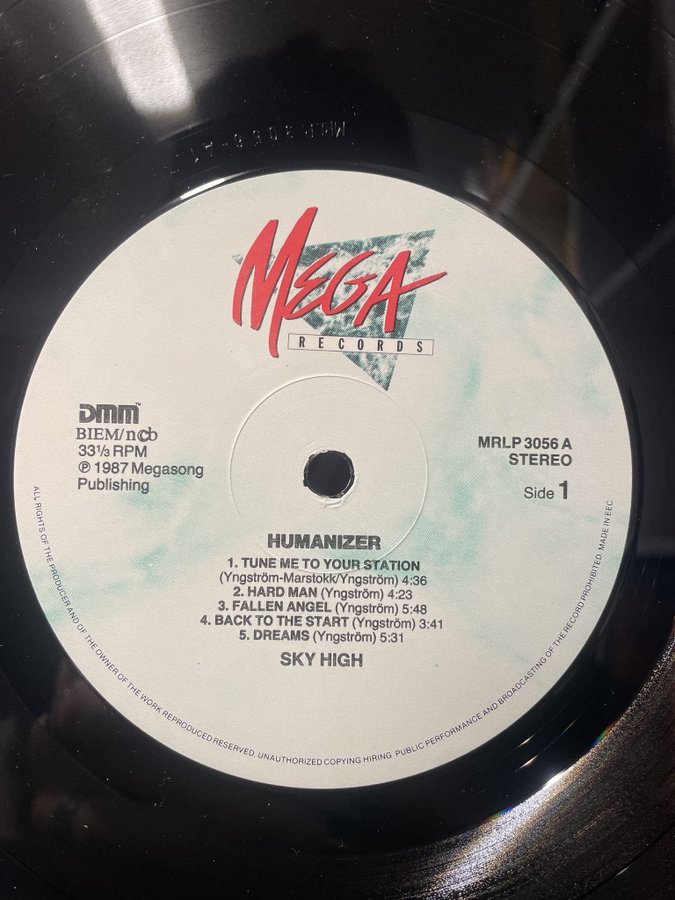 MRLP 3056-A1
MEGA
RECORDS
DMM™
BIEM/ncb
33⅓ RPM
℗ 1987 Megasong
Publishing
MRLP 3056 A
STEREO
Side 1
HUMANIZER
1. TUNE ME TO YOUR STATION
(Yngström-Marstokk/Yngström) 4:36
2. HARD MAN (Yngström) 4:23
3. FALLEN ANGEL (Yngström) 5:48
4. BACK TO THE START (Yngström) 3:41
5. DREAMS (Yngström) 5:31
SKY HIGH
ALL RIGHTS OF THE PRODUCER AND OF THE OWNER OF THE WORK REPRODUCED RESERVED. UNAUTHORIZED COPYING HIRING PUBLIC PERFORMANCE AND BROADCASTING OF THE RECORD PROHIBITED. MADE IN EEC